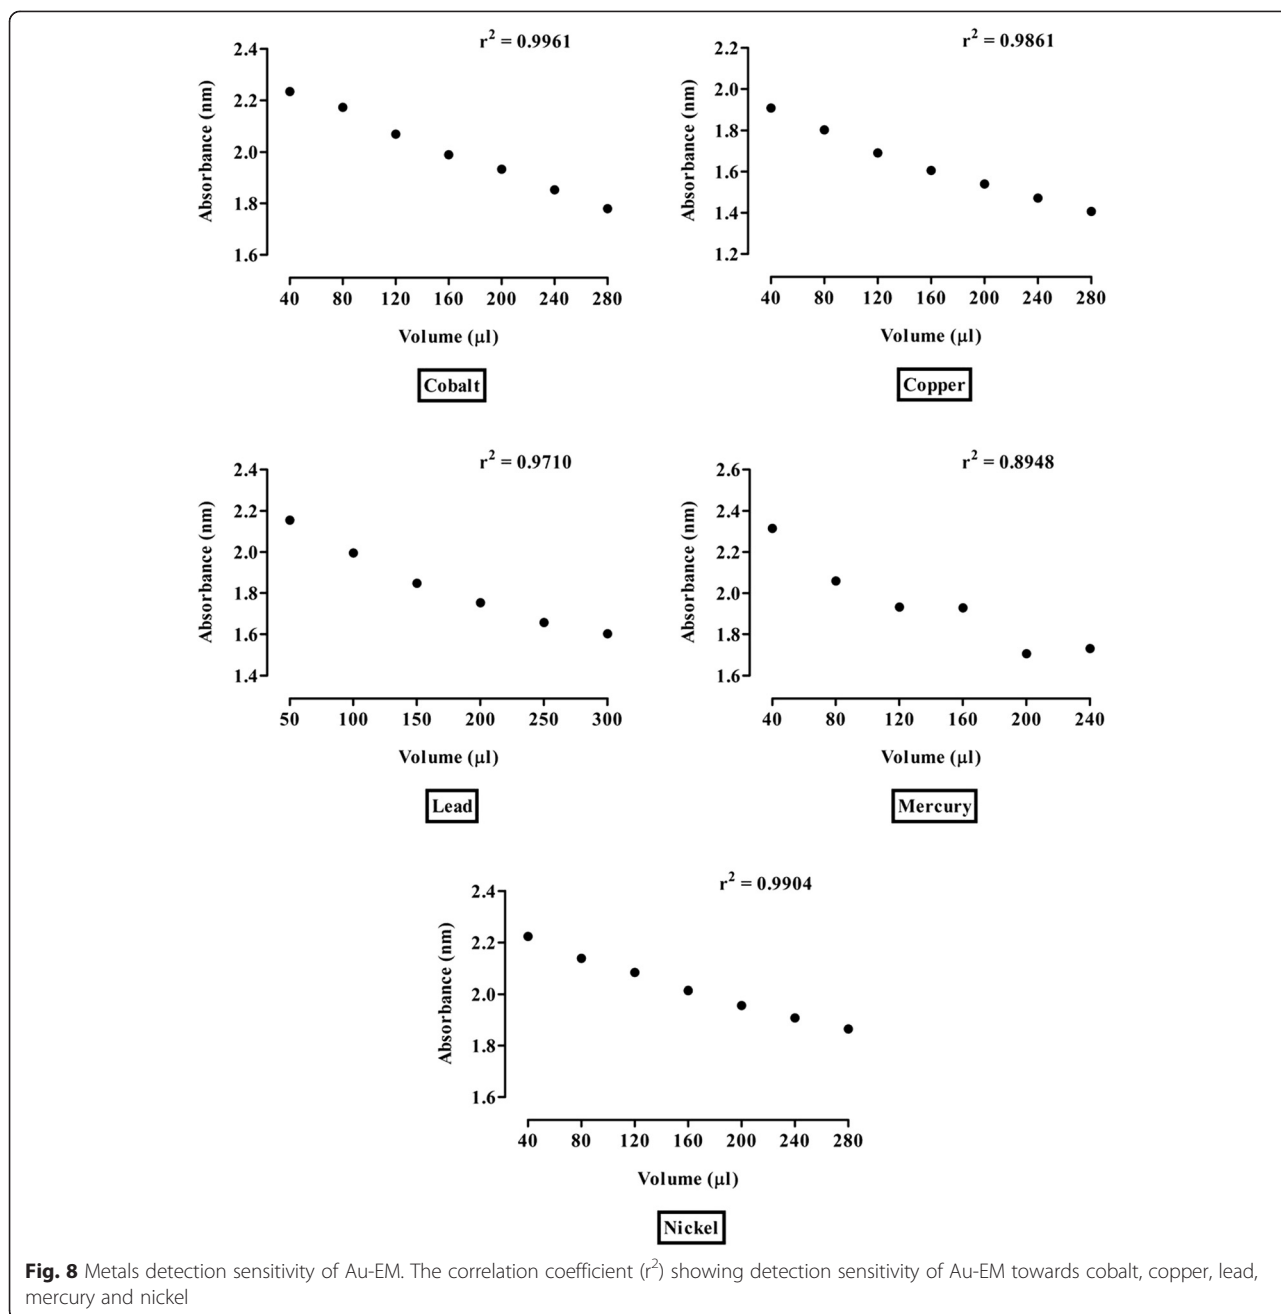 r² = 0.9961
2.4
2.2
2.0
1.8
1.6
Absorbance (nm)
40 80 120 160 200 240 280
Volume (µl)
Cobalt
r² = 0.9861
2.2
2.0
1.8
1.6
1.4
1.2
Absorbance (nm)
40 80 120 160 200 240 280
Volume (µl)
Copper
r² = 0.9710
2.4
2.2
2.0
1.8
1.6
1.4
Absorbance (nm)
50 100 150 200 250 300
Volume (µl)
Lead
r² = 0.8948
2.6
2.4
2.2
2.0
1.8
1.6
Absorbance (nm)
40 80 120 160 200 240
Volume (µl)
Mercury
r² = 0.9904
2.4
2.2
2.0
1.8
1.6
Absorbance (nm)
40 80 120 160 200 240 280
Volume (µl)
Nickel
Fig. 8 Metals detection sensitivity of Au-EM. The correlation coefficient (r²) showing detection sensitivity of Au-EM towards cobalt, copper, lead,
mercury and nickel